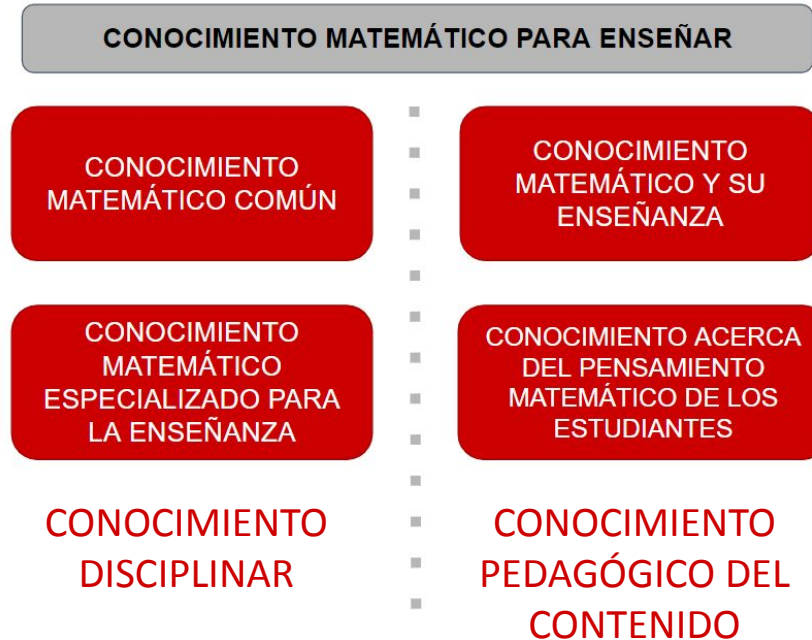 CONOCIMIENTO MATEMÁTICO PARA ENSEÑAR
CONOCIMIENTO
MATEMÁTICO COMÚN
CONOCIMIENTO
MATEMÁTICO Y SU
ENSEÑANZA
CONOCIMIENTO
MATEMÁTICO
ESPECIALIZADO PARA
LA ENSEÑANZA
CONOCIMIENTO ACERCA
DEL PENSAMIENTO
MATEMÁTICO DE LOS
ESTUDIANTES
CONOCIMIENTO
DISCIPLINAR
CONOCIMIENTO
PEDAGÓGICO DEL
CONTENIDO